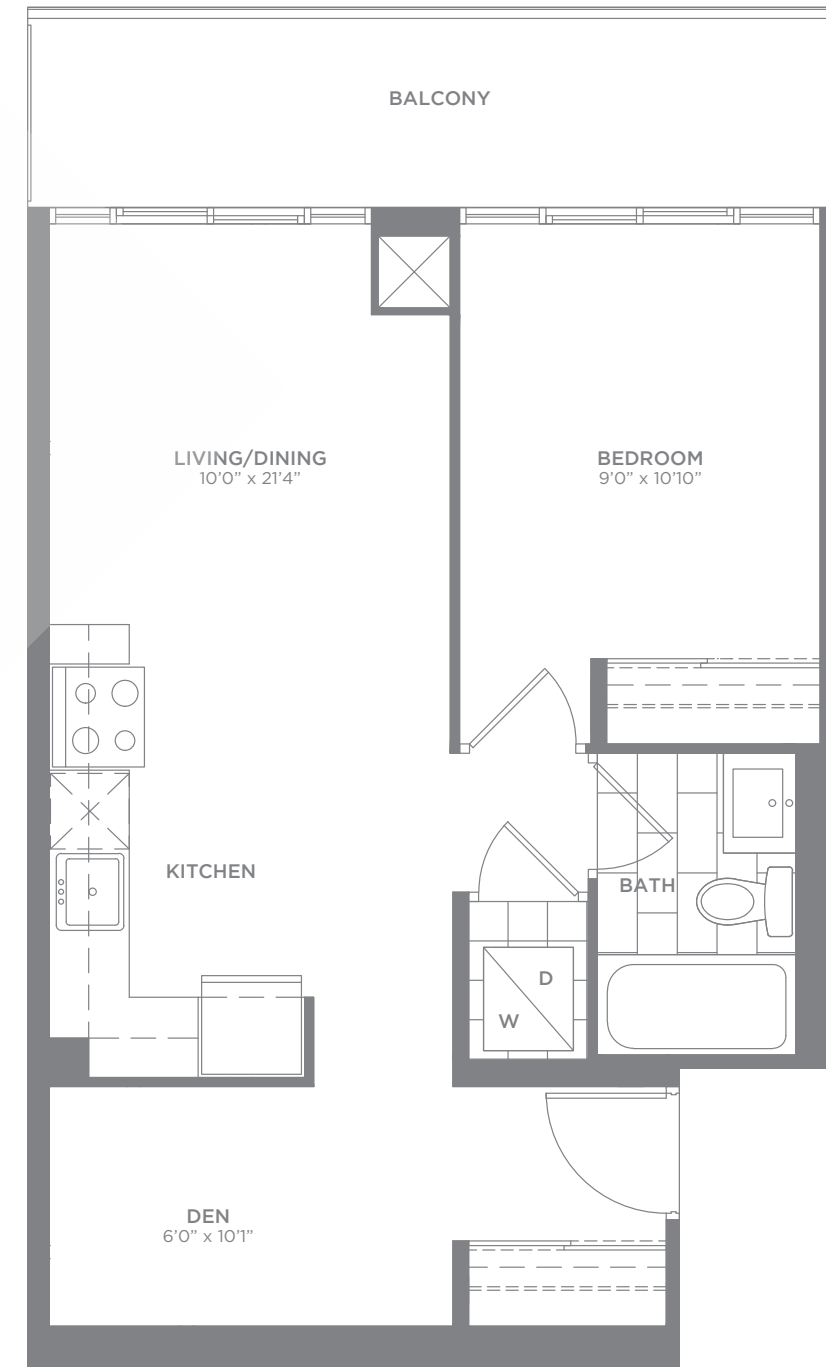 BALCONY
LIVING/DINING
10’0” x 21’4”
BEDROOM
9’0” x 10’10”
KITCHEN
BATH
D
W
DEN
6’0” x 10’1”